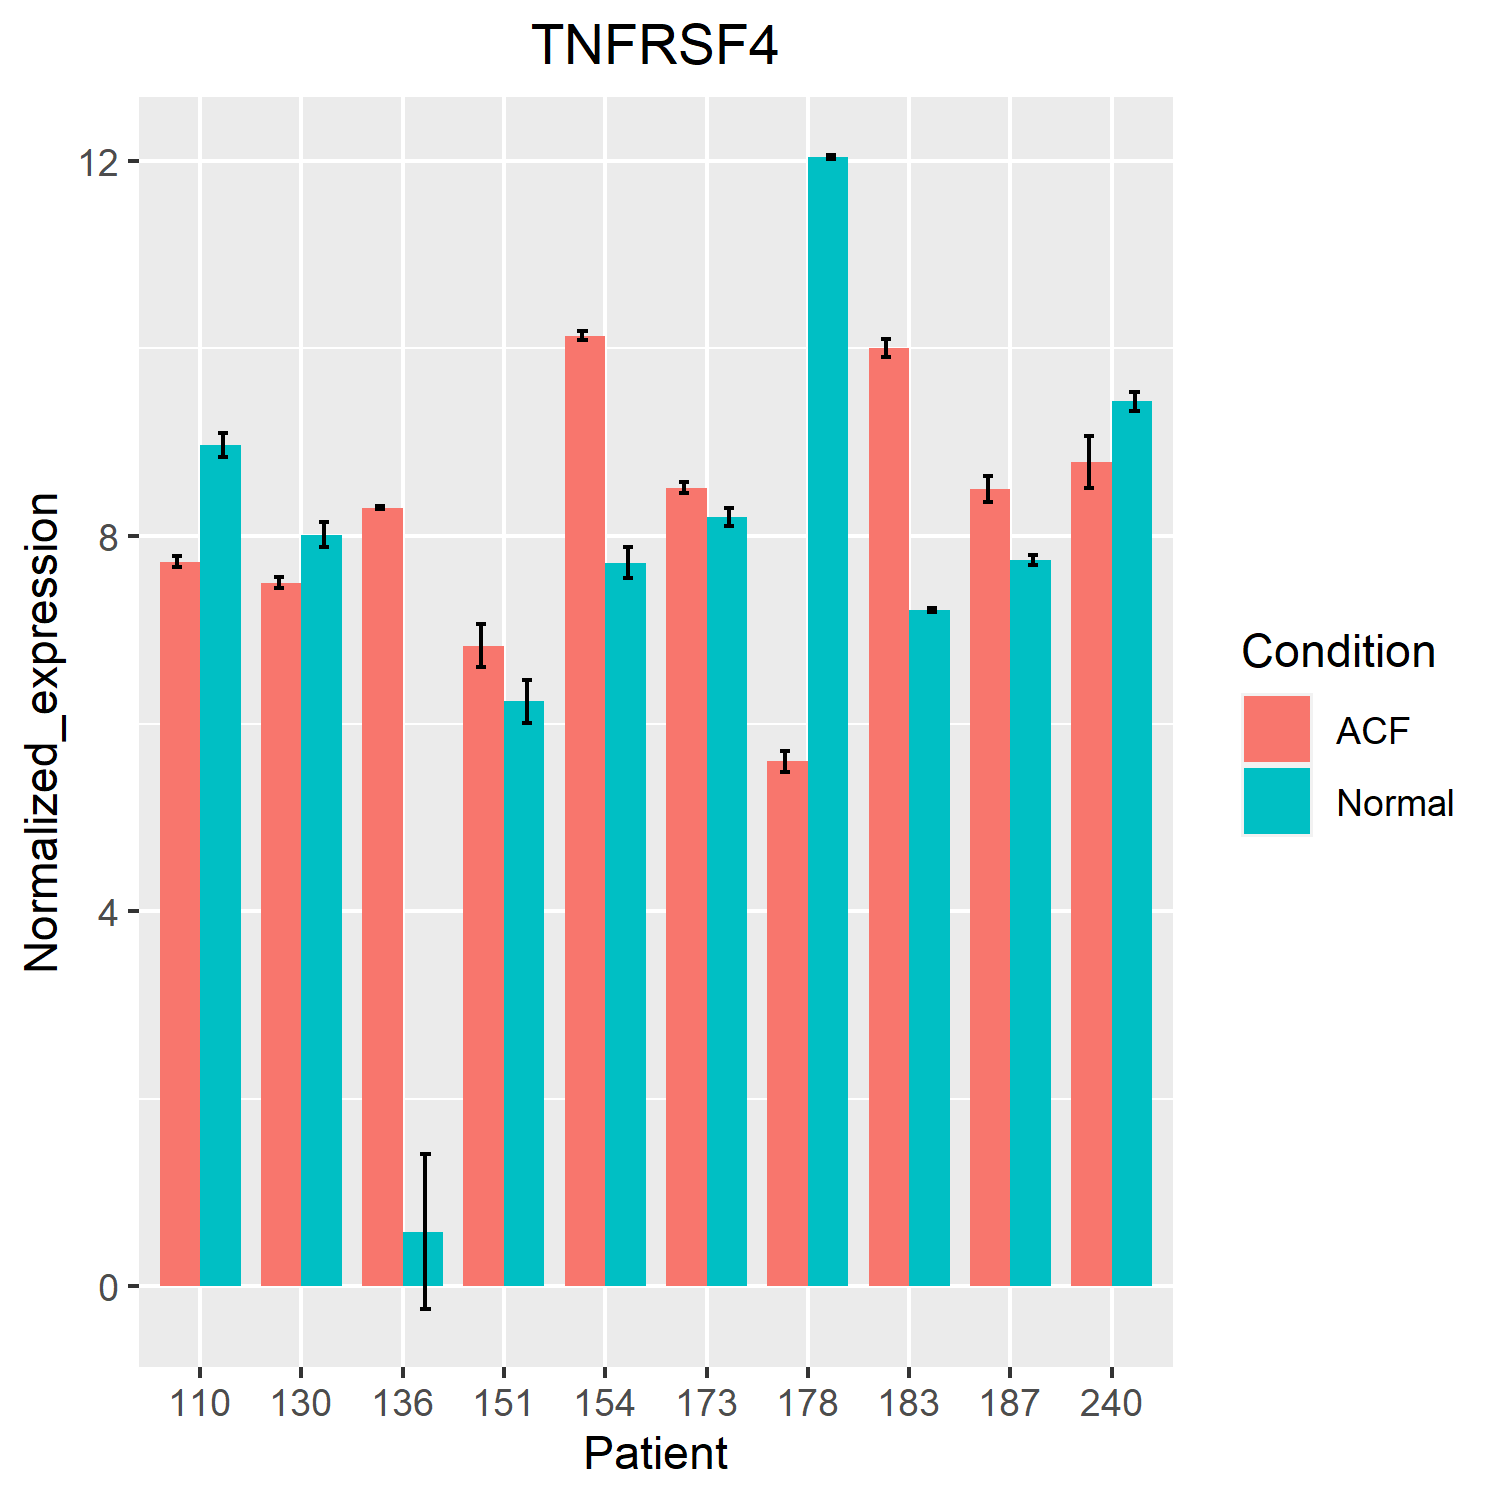 TNFRSF4
Normalized_expression
12
8
4
0
110 130 136 151 154 173 178 183 187 240
Patient
Condition
ACF
Normal